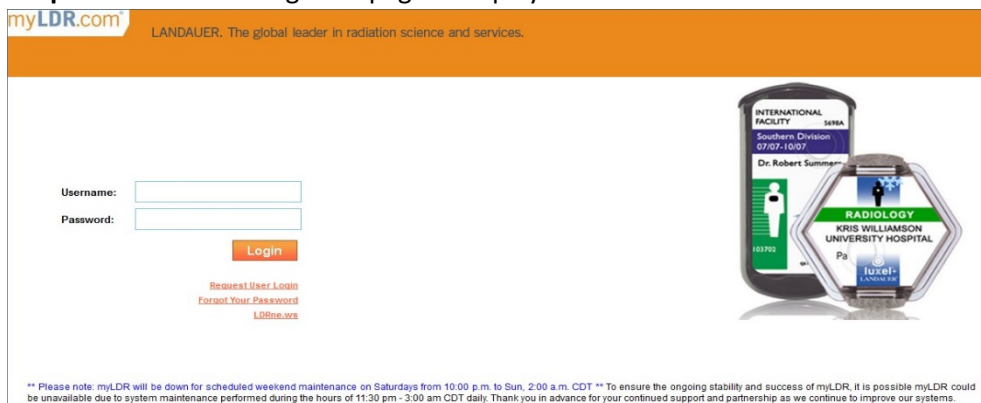 myLDR.com
LANDAUER. The global leader in radiation science and services.
INTERNATIONAL
FACILITY 5698A
Southern Division
07/07-10/07
Dr. Robert Summer
103702
RADIOLOGY
KRIS WILLIAMSON
UNIVERSITY HOSPITAL
Pa
luxel+
LANDAUER
Username:
Password:
Login
Request User Login
Forgot Your Password
LDRne.ws
** Please note: myLDR will be down for scheduled weekend maintenance on Saturdays from 10:00 p.m. to Sun, 2:00 a.m. CDT ** To ensure the ongoing stability and success of myLDR, it is possible myLDR could
be unavailable due to system maintenance performed during the hours of 11:30 pm - 3:00 am CDT daily. Thank you in advance for your continued support and partnership as we continue to improve our systems.